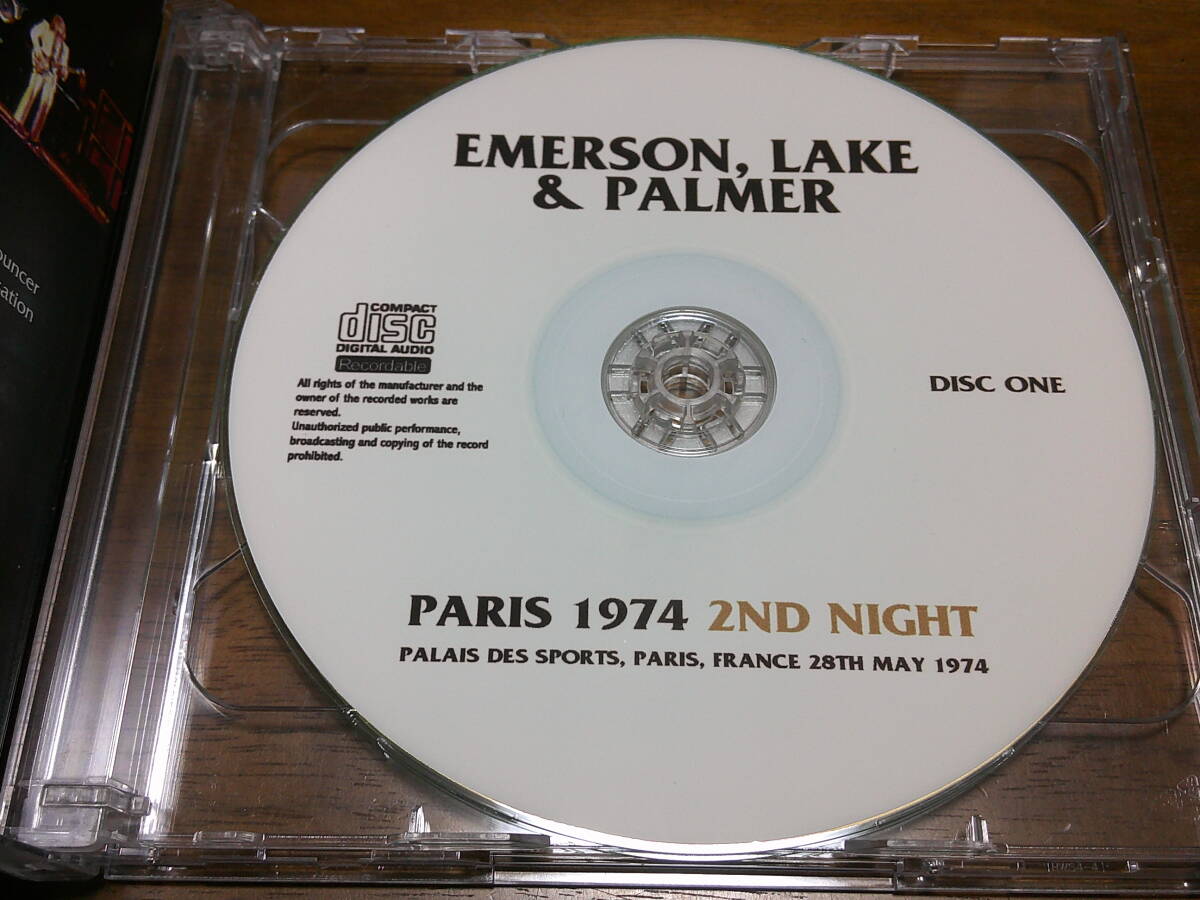 EMERSON, LAKE
& PALMER
COMPACT
disc
DIGITAL AUDIO
Recordable
All rights of the manufacturer and the
owner of the recorded works are
reserved.
Unauthorized public performance,
broadcasting and copying of the record
prohibited.
DISC ONE
PARIS 1974 2ND NIGHT
PALAIS DES SPORTS, PARIS, FRANCE 28TH MAY 1974